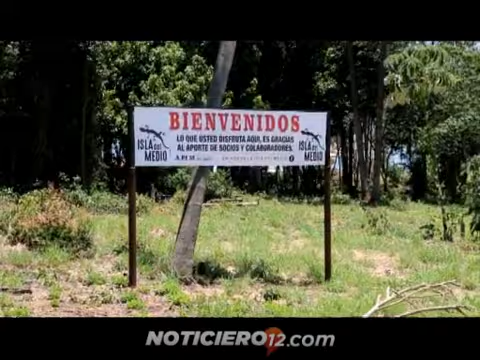 BIENVENIDOS
LO QUE USTED DISFRUTA AQUI, ES GRACIAS
AL APORTE DE SOCIOS Y COLABORADORES.
ISLA DEL
MEDIO
ISLA DEL
MEDIO
NOTICIERO12.com